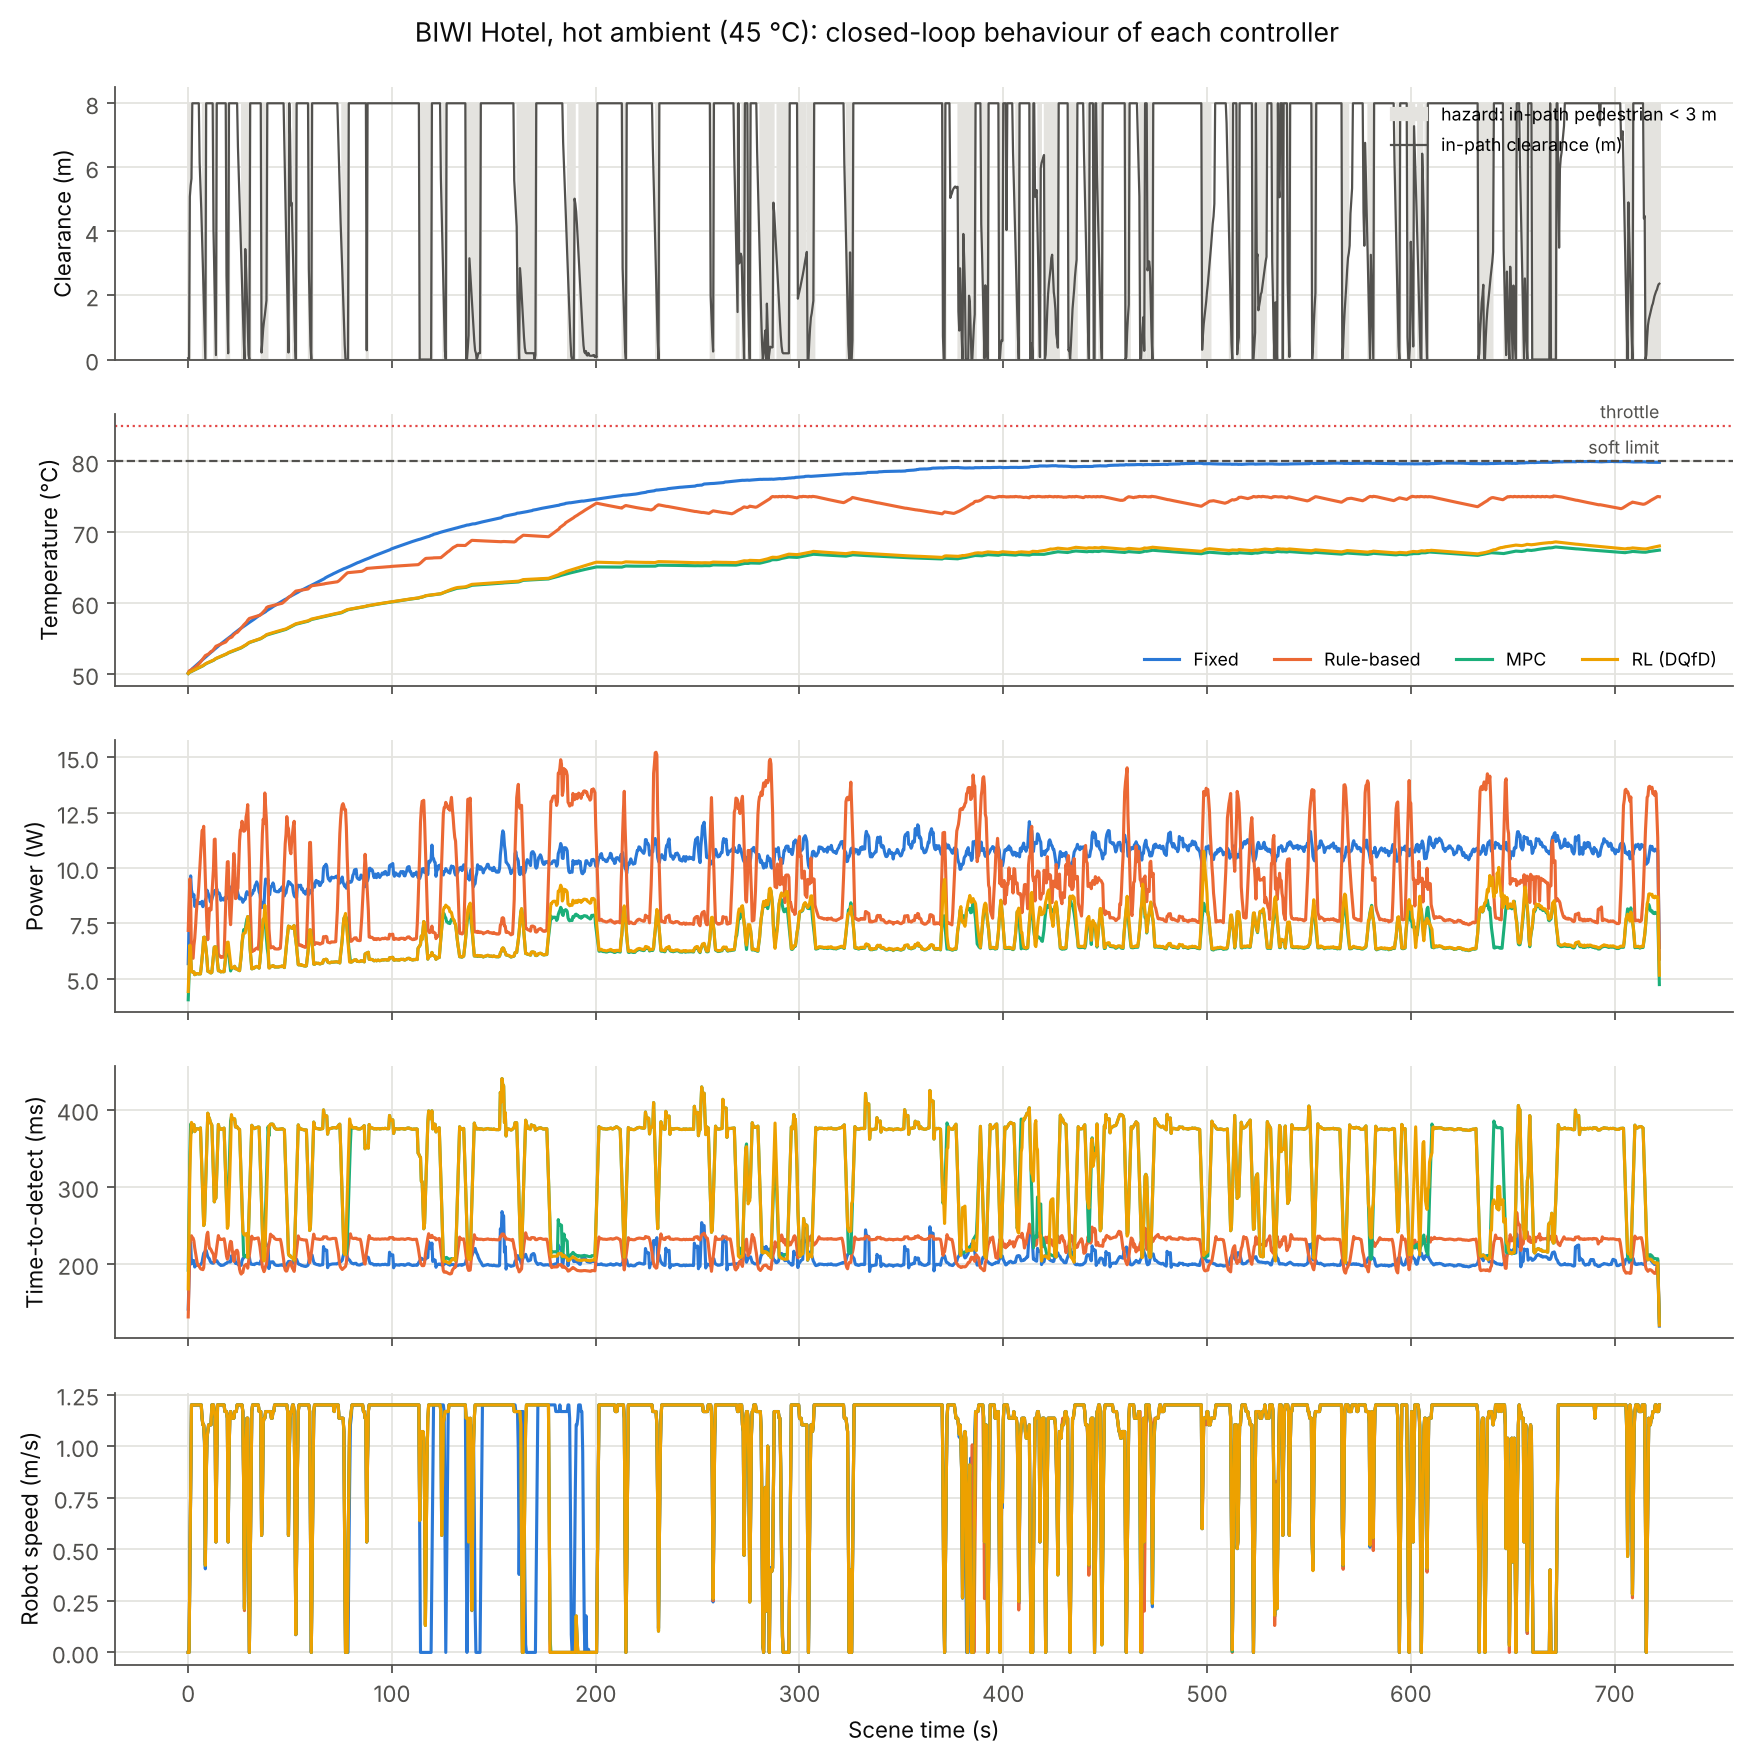 BIWI Hotel, hot ambient (45 °C): closed-loop behaviour of each controller
Clearance (m)
8
6
4
2
0
hazard: in-path pedestrian < 3 m
in-path clearance (m)
Temperature (°C)
80
70
60
50
throttle
soft limit
Fixed
Rule-based
MPC
RL (DQfD)
Power (W)
15.0
12.5
10.0
7.5
5.0
Time-to-detect (ms)
400
300
200
Robot speed (m/s)
1.25
1.00
0.75
0.50
0.25
0.00
0 100 200 300 400 500 600 700
Scene time (s)